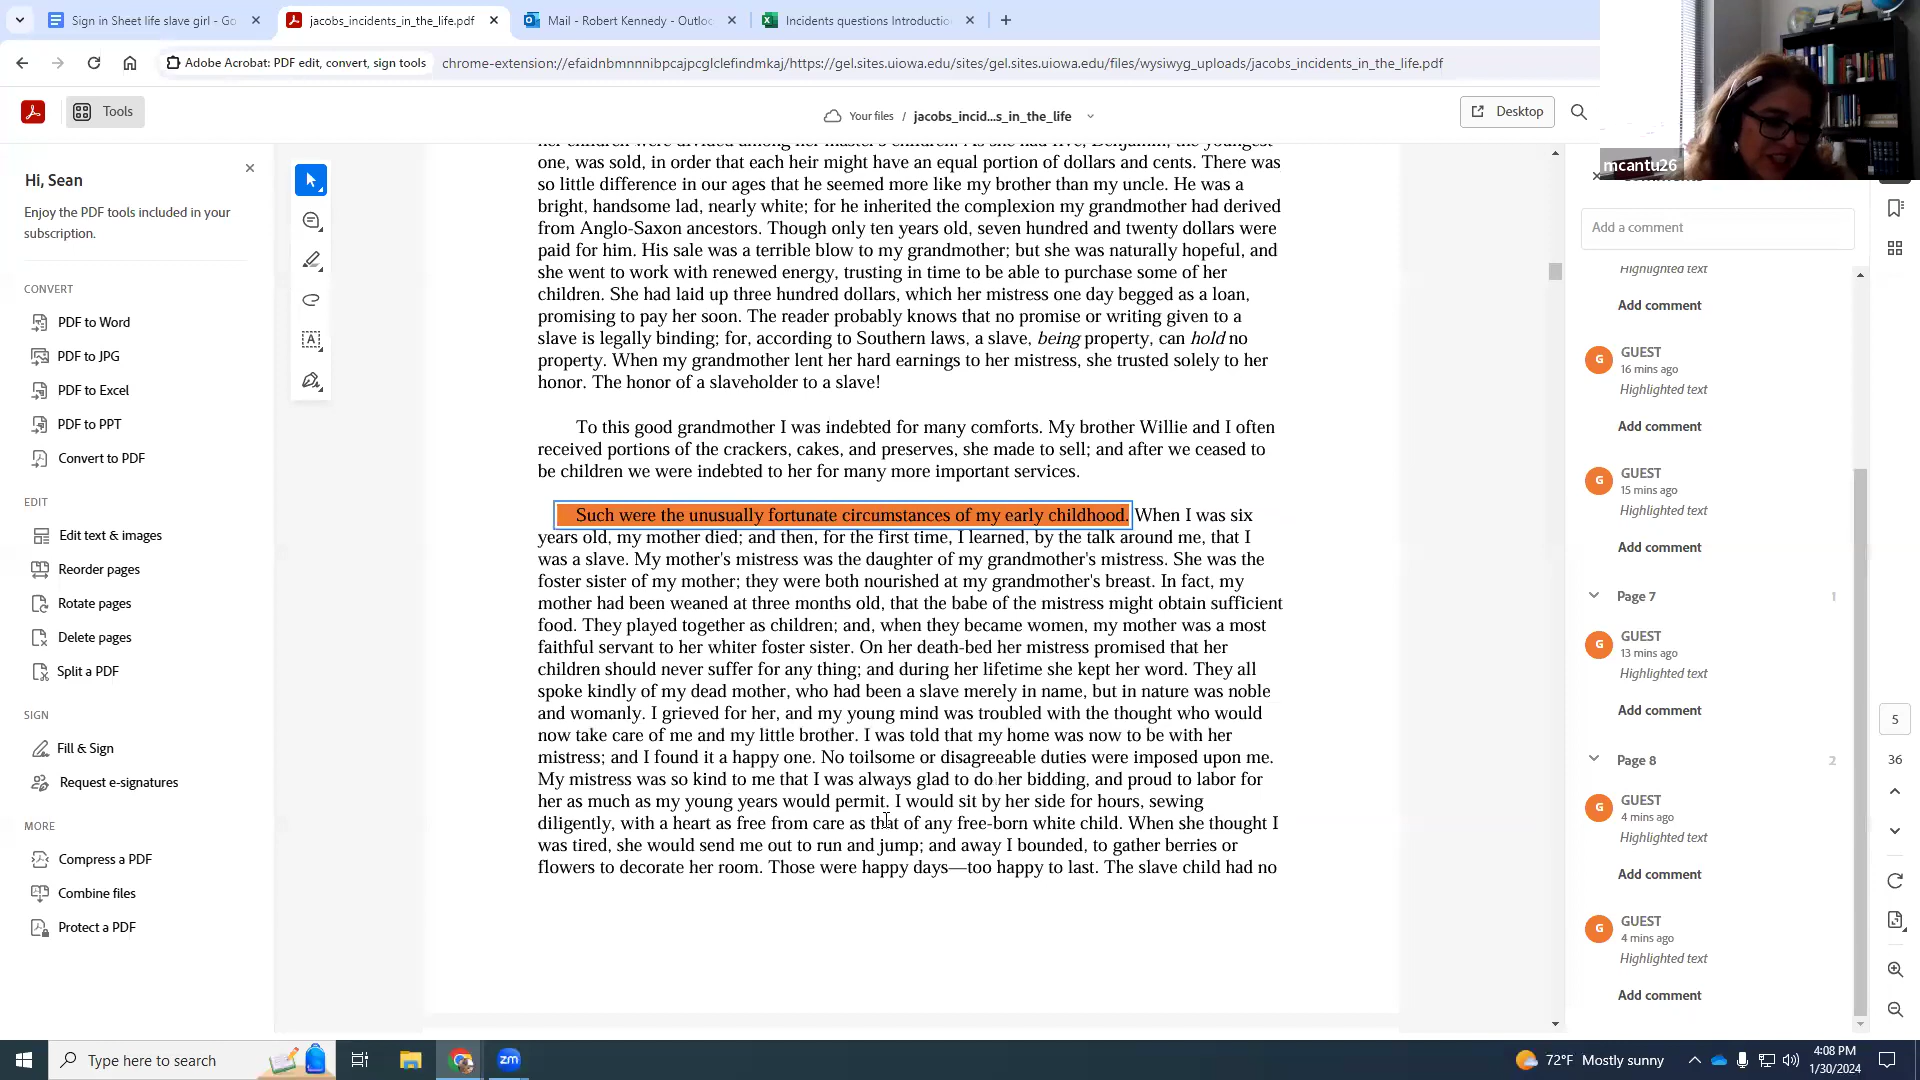 Sign in Sheet life slave girl - Go
jacobs_incidents_in_the_life.pdf
Mail - Robert Kennedy - Outloo
Incidents questions Introductio
Adobe Acrobat: PDF edit, convert, sign tools
chrome-extension://efaidnbmnnnibpcajpcglclefindmkaj/https://gel.sites.uiowa.edu/sites/gel.sites.uiowa.edu/files/wysiwyg_uploads/jacobs_incidents_in_the_life.pdf
Tools
Your files / jacobs_incid...s_in_the_life
Desktop
mcantu26
Hi, Sean
Enjoy the PDF tools included in your
subscription.
CONVERT
PDF to Word
PDF to JPG
PDF to Excel
PDF to PPT
Convert to PDF
EDIT
Edit text & images
Reorder pages
Rotate pages
Delete pages
Split a PDF
SIGN
Fill & Sign
Request e-signatures
MORE
Compress a PDF
Combine files
Protect a PDF
her children were divided among her master's children. As she had five, Benjamin, the youngest
one, was sold, in order that each heir might have an equal portion of dollars and cents. There was
so little difference in our ages that he seemed more like my brother than my uncle. He was a
bright, handsome lad, nearly white; for he inherited the complexion my grandmother had derived
from Anglo-Saxon ancestors. Though only ten years old, seven hundred and twenty dollars were
paid for him. His sale was a terrible blow to my grandmother; but she was naturally hopeful, and
she went to work with renewed energy, trusting in time to be able to purchase some of her
children. She had laid up three hundred dollars, which her mistress one day begged as a loan,
promising to pay her soon. The reader probably knows that no promise or writing given to a
slave is legally binding; for, according to Southern laws, a slave, being property, can hold no
property. When my grandmother lent her hard earnings to her mistress, she trusted solely to her
honor. The honor of a slaveholder to a slave!
To this good grandmother I was indebted for many comforts. My brother Willie and I often
received portions of the crackers, cakes, and preserves, she made to sell; and after we ceased to
be children we were indebted to her for many more important services.
Such were the unusually fortunate circumstances of my early childhood. When I was six
years old, my mother died; and then, for the first time, I learned, by the talk around me, that I
was a slave. My mother's mistress was the daughter of my grandmother's mistress. She was the
foster sister of my mother; they were both nourished at my grandmother's breast. In fact, my
mother had been weaned at three months old, that the babe of the mistress might obtain sufficient
food. They played together as children; and, when they became women, my mother was a most
faithful servant to her whiter foster sister. On her death-bed her mistress promised that her
children should never suffer for any thing; and during her lifetime she kept her word. They all
spoke kindly of my dead mother, who had been a slave merely in name, but in nature was noble
and womanly. I grieved for her, and my young mind was troubled with the thought who would
now take care of me and my little brother. I was told that my home was now to be with her
mistress; and I found it a happy one. No toilsome or disagreeable duties were imposed upon me.
My mistress was so kind to me that I was always glad to do her bidding, and proud to labor for
her as much as my young years would permit. I would sit by her side for hours, sewing
diligently, with a heart as free from care as that of any free-born white child. When she thought I
was tired, she would send me out to run and jump; and away I bounded, to gather berries or
flowers to decorate her room. Those were happy days—too happy to last. The slave child had no
Add a comment
Highlighted text
Add comment
G GUEST
16 mins ago
Highlighted text
Add comment
G GUEST
15 mins ago
Highlighted text
Add comment
Page 7 1
G GUEST
13 mins ago
Highlighted text
Add comment
Page 8 2
G GUEST
4 mins ago
Highlighted text
Add comment
G GUEST
4 mins ago
Highlighted text
Add comment
5
36
Type here to search
zm
72°F Mostly sunny
4:08 PM
1/30/2024